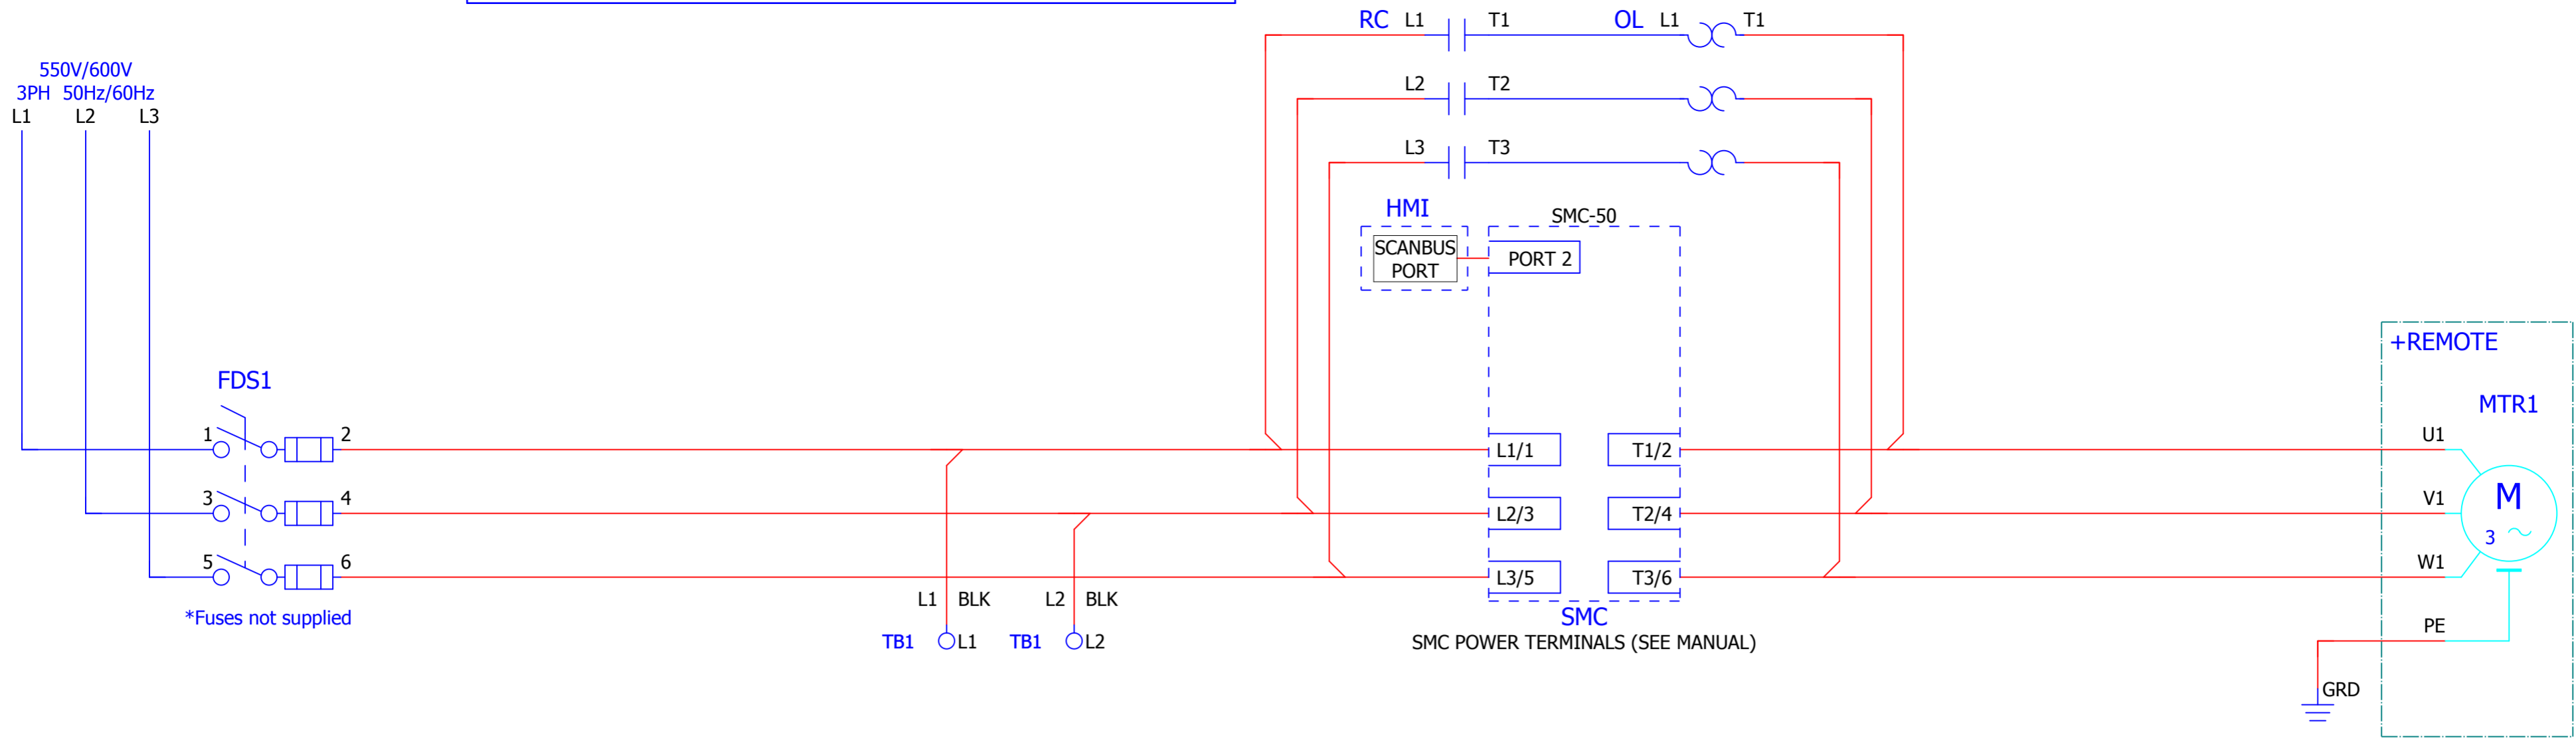 RC L1 T1 OL L1 T1
550V/600V
3PH 50Hz/60Hz
L1 L2 L3
L2 T2
L3 T3
HMI
SMC-50
SCANBUS
PORT
PORT 2
+REMOTE
MTR1
FDS1
1 2
L1/1 T1/2
U1
3 4
L2/3 T2/4
V1
M
3
5 6
L3/5 T3/6
W1
*Fuses not supplied
L1 BLK L2 BLK
SMC
TB1 L1 TB1 L2
SMC POWER TERMINALS (SEE MANUAL)
PE
GRD